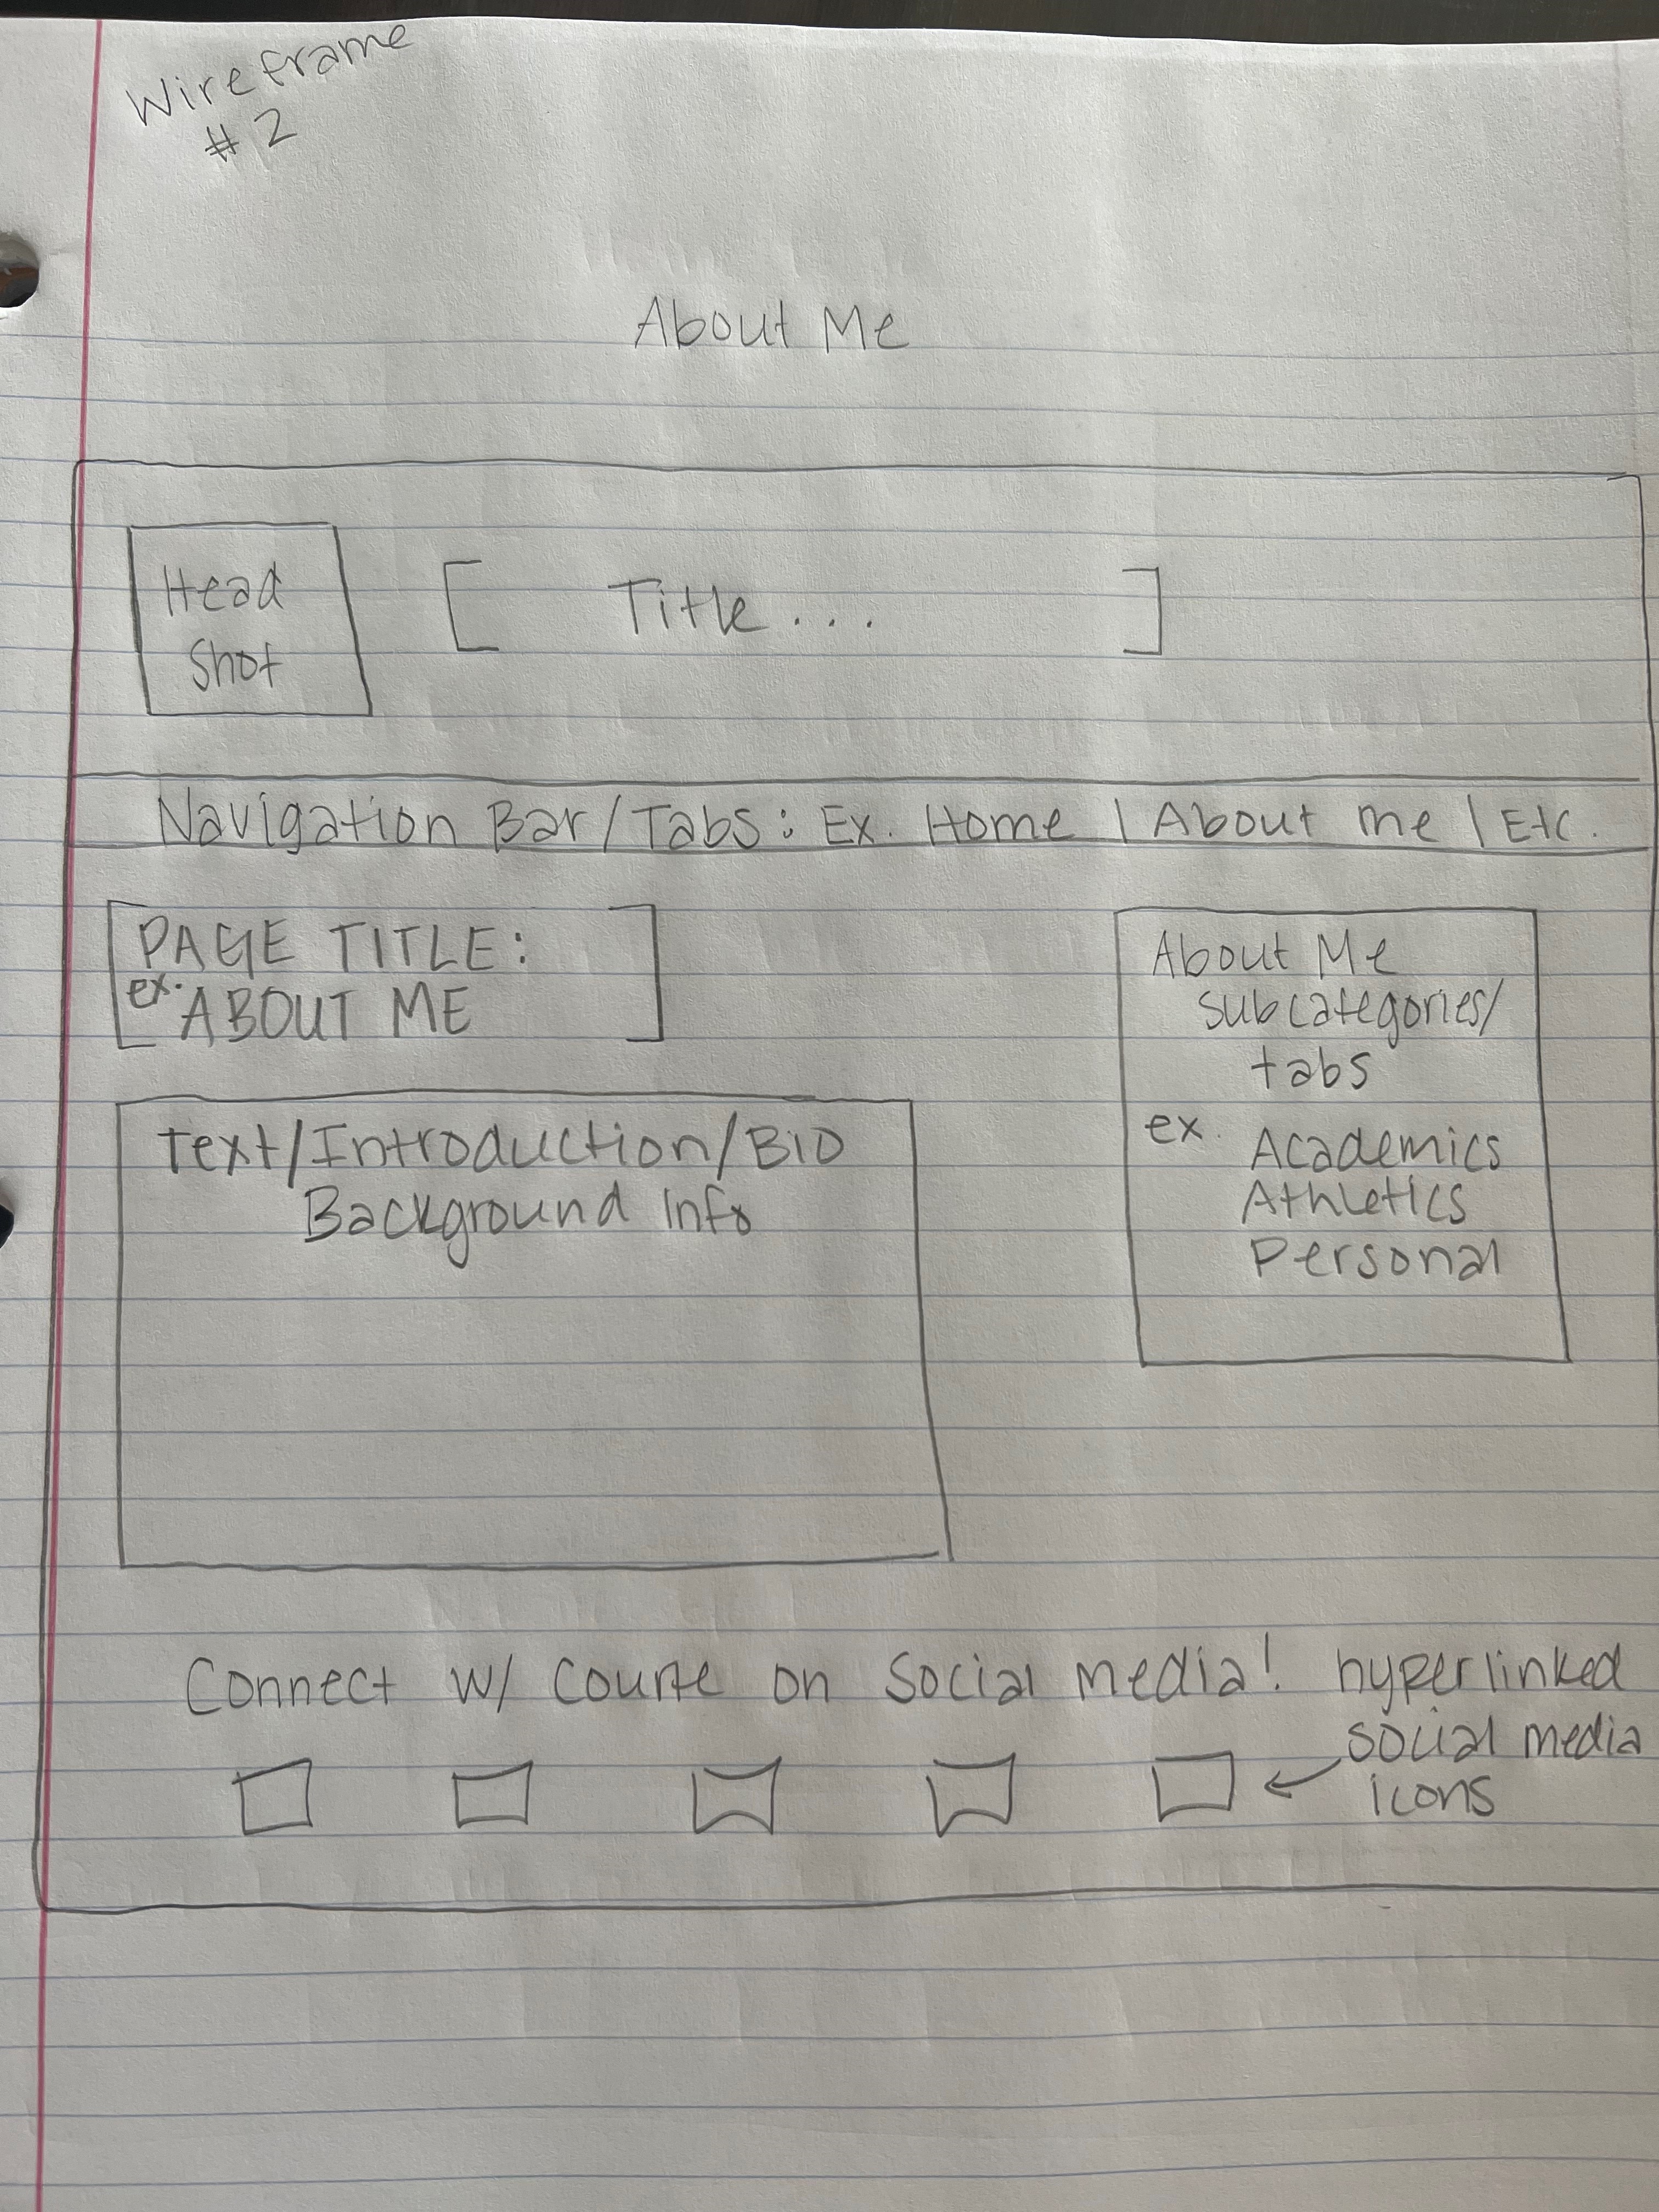 Wireframe
# 2
About Me
Head
Shot
[ Title... ]
Navigation Bar/Tabs: Ex. Home | About me | Etc.
PAGE TITLE:
ex. ABOUT ME
About Me
subcategories/
tabs
ex. Academics
Athletics
Personal
Text/Introduction/BIO
Background Info
Connect w/ on Social Media!
hyperlinked
social media
icons